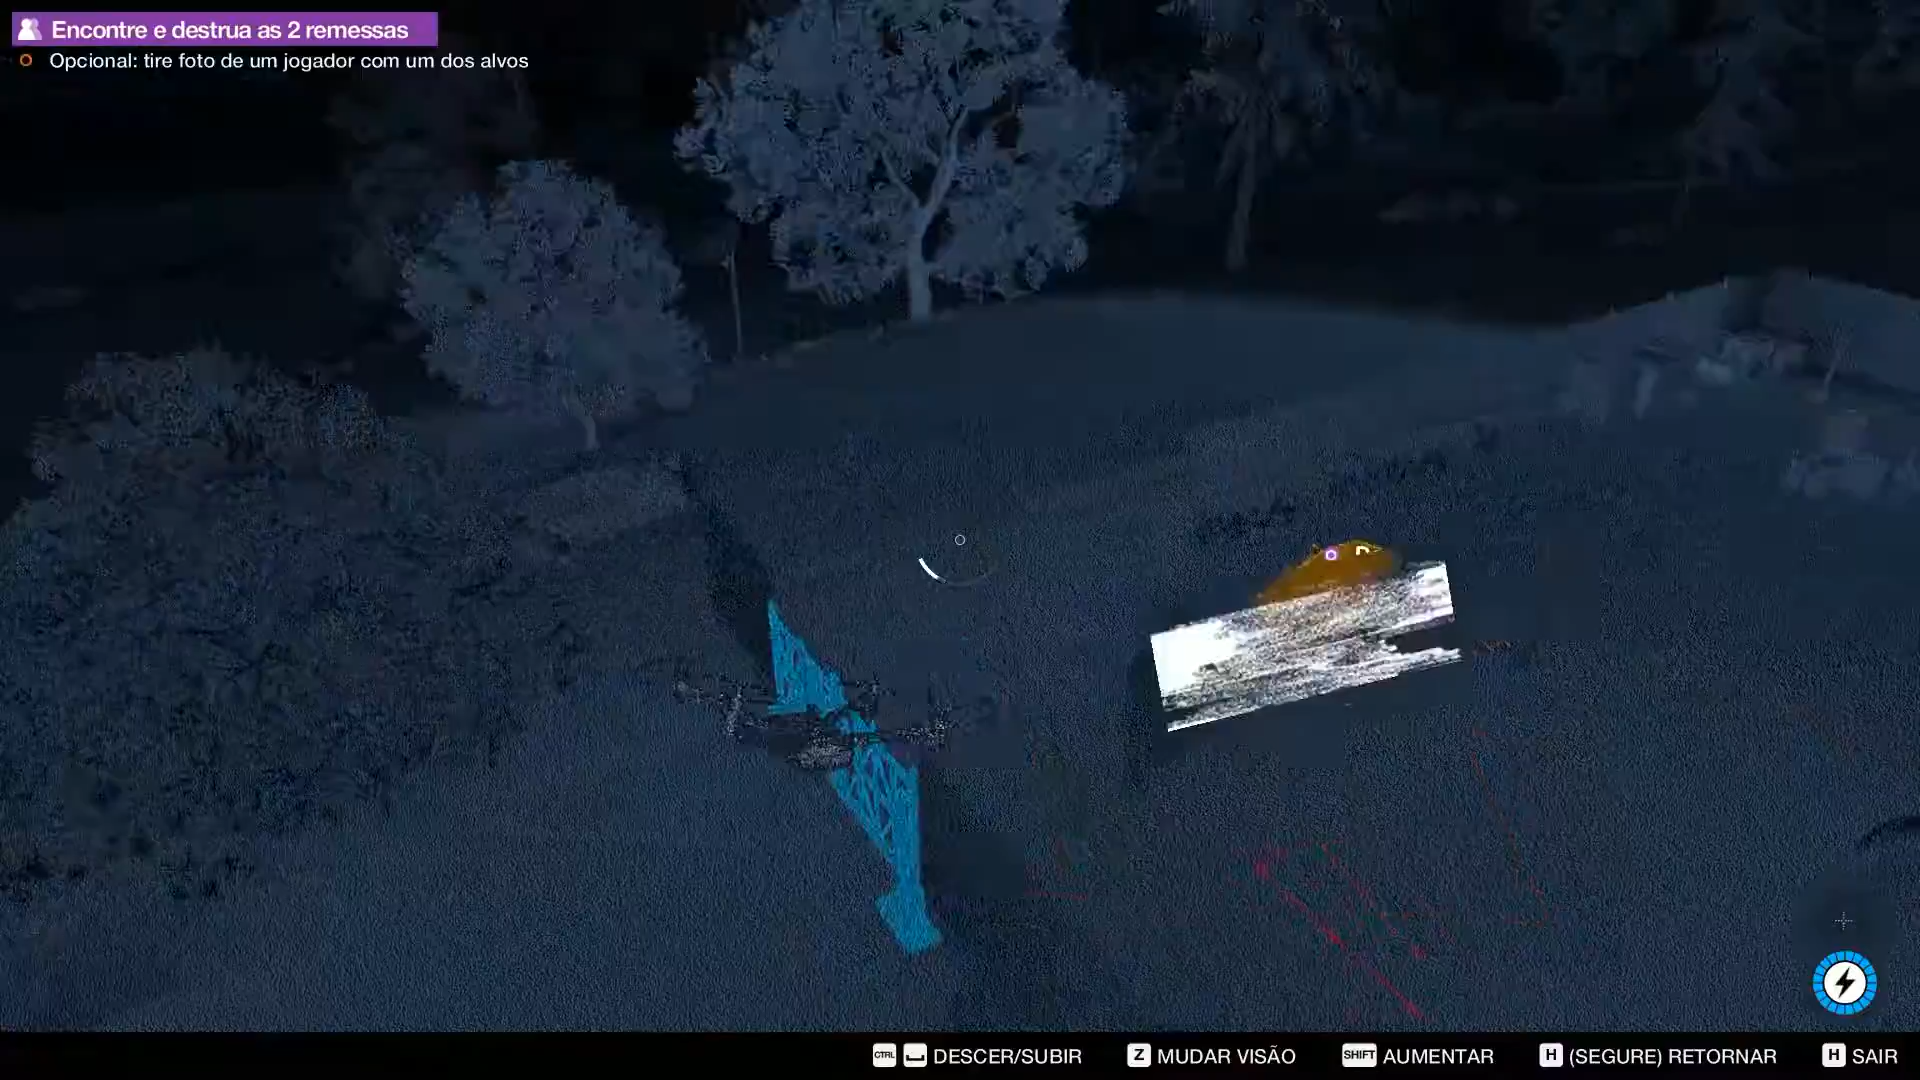 Encontre e destrua as 2 remessas
Opcional: tire foto de um jogador com um dos alvos
CTRL DESCER/SUBIR Z MUDAR VISÃO SHIFT AUMENTAR H (SEGURE) RETORNAR H SAIR